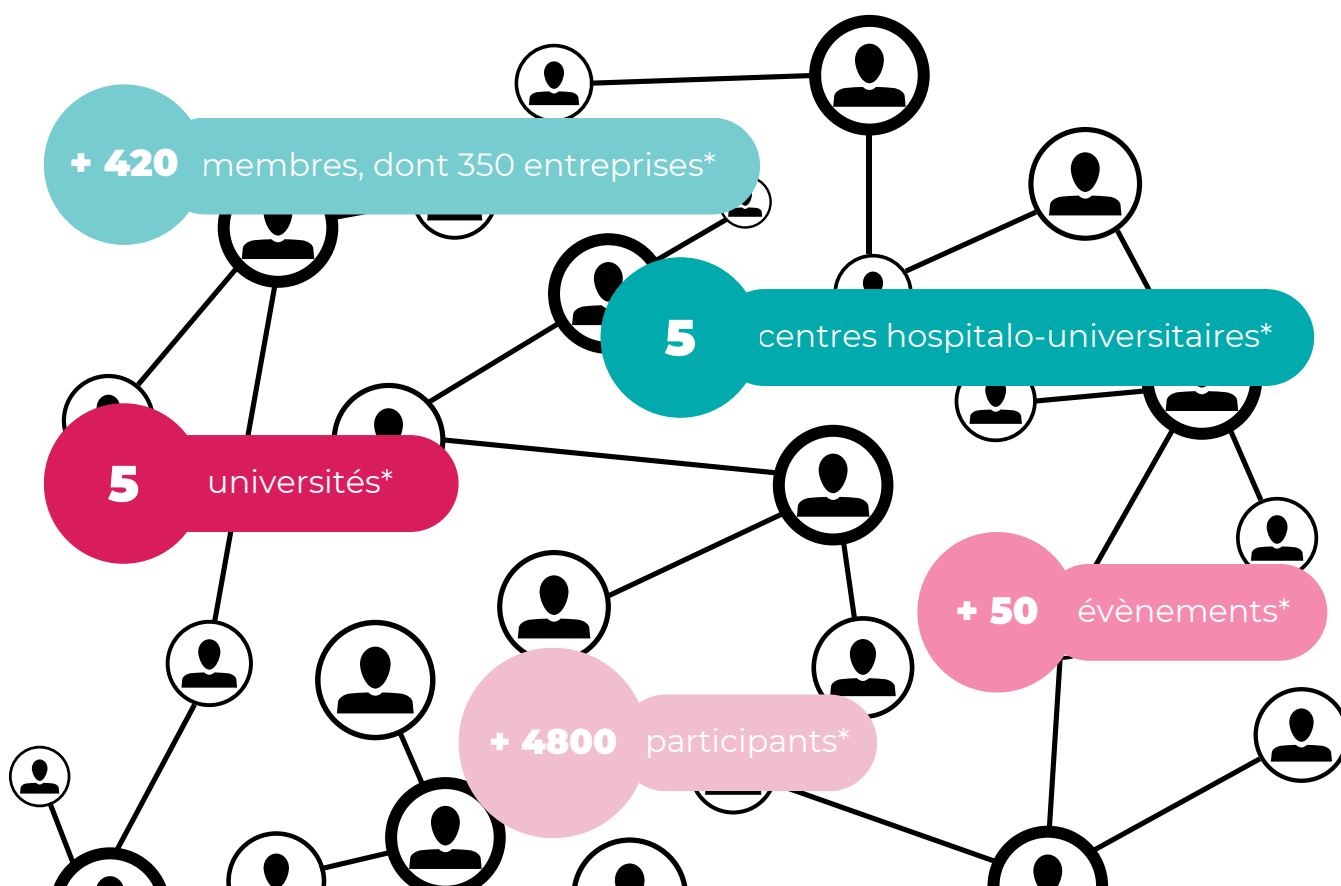 + 420 membres, dont 350 entreprises*
5 centres hospitalo-universitaires*
5 universités*
+ 50 évènements*
+ 4800 participants*